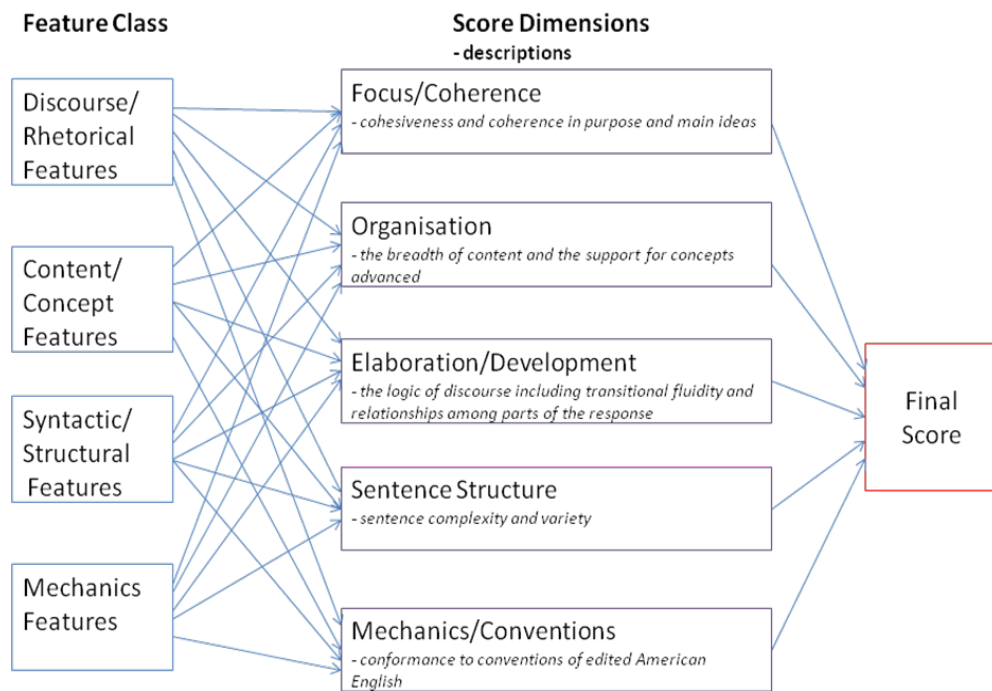 Feature Class
Score Dimensions
- descriptions
Discourse/
Rhetorical
Features
Content/
Concept
Features
Syntactic/
Structural
Features
Mechanics
Features
Focus/Coherence
- cohesiveness and coherence in purpose and main ideas
Organisation
- the breadth of content and the support for concepts
advanced
Elaboration/Development
- the logic of discourse including transitional fluidity and
relationships among parts of the response
Sentence Structure
- sentence complexity and variety
Mechanics/Conventions
- conformance to conventions of edited American
English
Final
Score